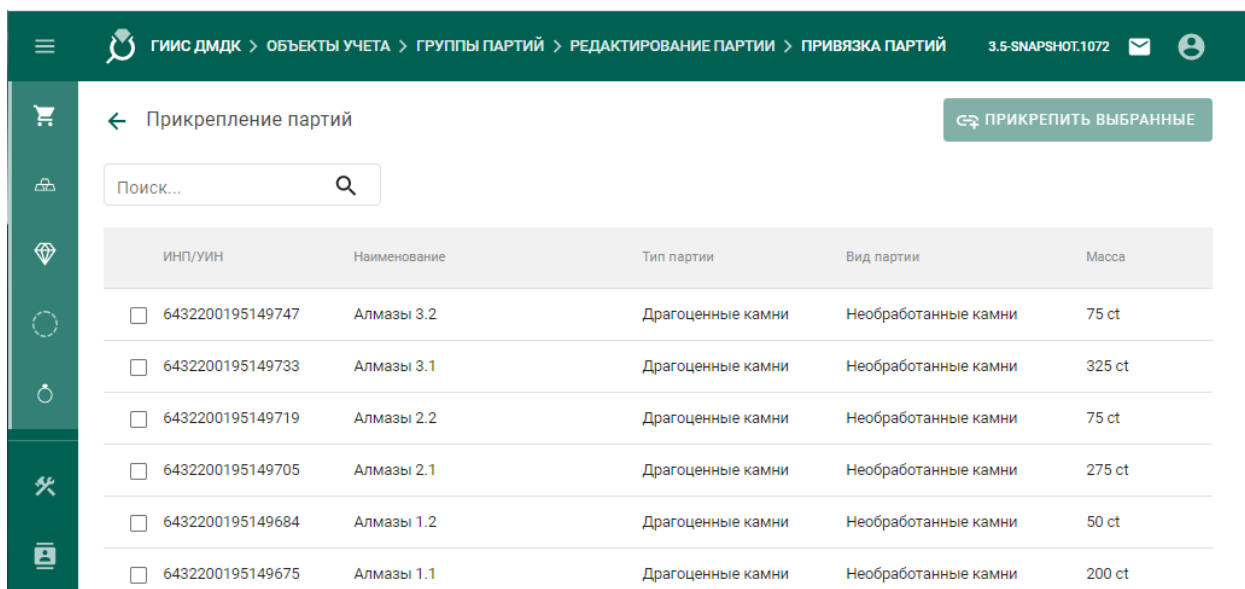 ГИИС ДМДК > ОБЪЕКТЫ УЧЕТА > ГРУППЫ ПАРТИЙ > РЕДАКТИРОВАНИЕ ПАРТИИ > ПРИВЯЗКА ПАРТИЙ 3.5-SNAPSHOT.1072
Прикрепление партий ПРИКРЕПИТЬ ВЫБРАННЫЕ
Поиск...
ИНП/УИН Наименование Тип партии Вид партии Масса
6432200195149747 Алмазы 3.2 Драгоценные камни Необработанные камни 75 ct
6432200195149733 Алмазы 3.1 Драгоценные камни Необработанные камни 325 ct
6432200195149719 Алмазы 2.2 Драгоценные камни Необработанные камни 75 ct
6432200195149705 Алмазы 2.1 Драгоценные камни Необработанные камни 275 ct
6432200195149684 Алмазы 1.2 Драгоценные камни Необработанные камни 50 ct
6432200195149675 Алмазы 1.1 Драгоценные камни Необработанные камни 200 ct